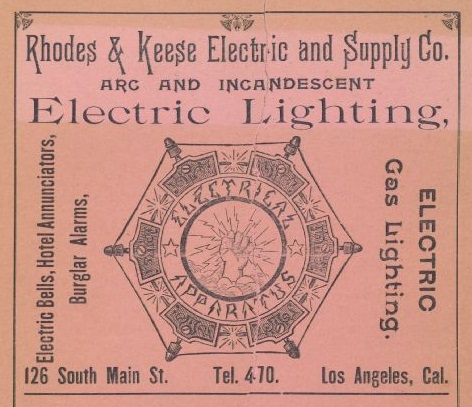 Rhodes & Keese Electric and Supply Co.
ARC AND INCANDESCENT
Electric Lighting,
Electric Bells, Hotel Annunciators,
Burglar Alarms,
ELECTRICAL
APPARATUS
ELECTRIC
Gas Lighting.
126 South Main St. Tel. 470. Los Angeles, Cal.